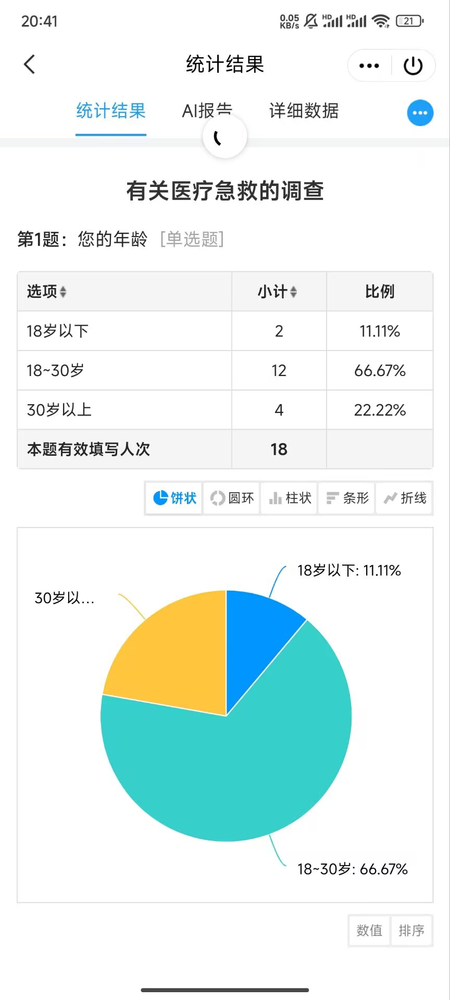 20:41
0.05 KB/s HD HD 21
统计结果
统计结果 AI报告 详细数据
有关医疗急救的调查
第1题：您的年龄 [单选题]
选项 小计 比例
18岁以下 2 11.11%
18~30岁 12 66.67%
30岁以上 4 22.22%
本题有效填写人次 18
饼状 圆环 柱状 条形 折线
18岁以下: 11.11%
30岁以...
18~30岁: 66.67%
数值 排序